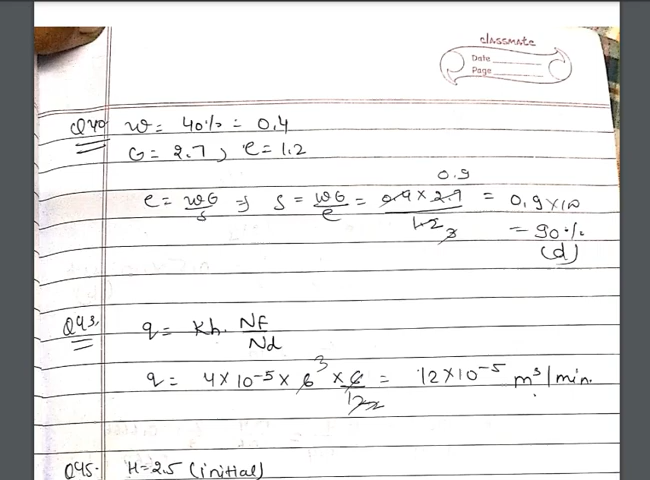 classmate
Date
Page
Q40 w = 40% = 0.4
G = 2.7, e = 1.2
e = wG/S ⇒ S = wG/e = 0.4 × 2.7/1.2 3 0.9 = 0.9 × 100
= 90%
(d)
Q43. q = Kh. Nf/Nd
q = 4 × 10-5 × 6 3 × 6/12 2 = 12 × 10-5 m3/min.
Q45. H = 2.5 (initial)